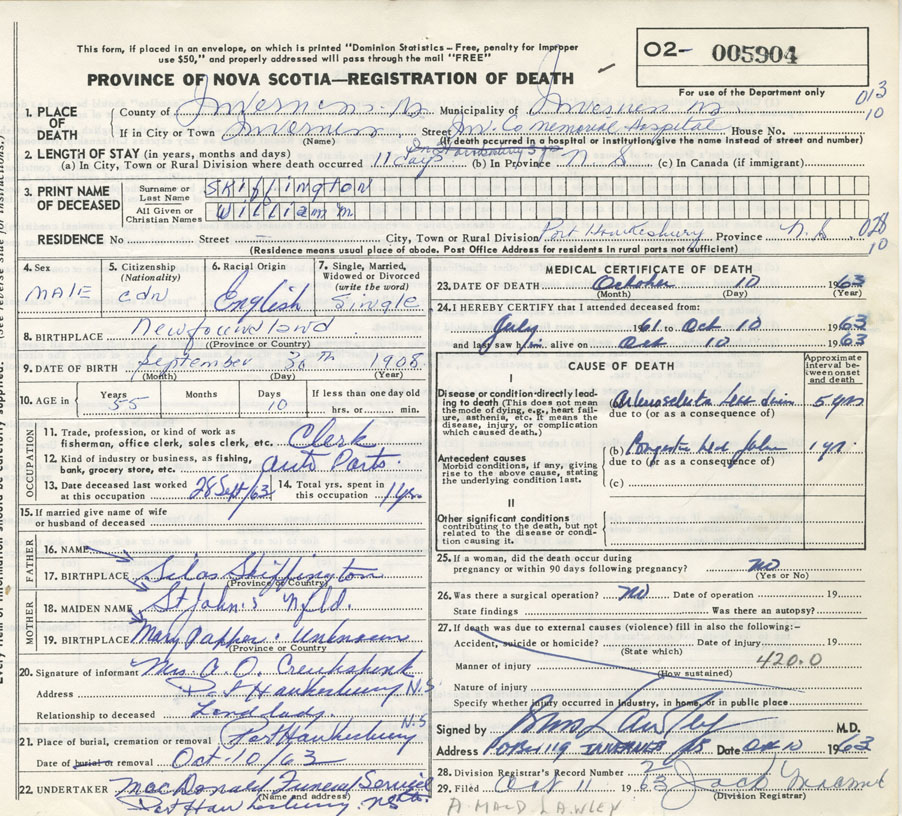 This form, if placed in an envelope, on which is printed "Dominion Statistics – Free, penalty for improper
use $50," and properly addressed will pass through the mail "FREE"
O2- 005904
PROVINCE OF NOVA SCOTIA—REGISTRATION OF DEATH
For use of the Department only
013
10
1. PLACE OF DEATH
County of Inverness Municipality of Inverness
If in City or Town Inverness Street Inv. Co Memorial Hospital House No.
(Name) (If death occurred in a hospital or institution, give the name instead of street and number)
2. LENGTH OF STAY (in years, months and days)
(a) In City, Town or Rural Division where death occurred 11 days (b) In Province N S (c) In Canada (if immigrant)
3. PRINT NAME OF DECEASED
Surname or Last Name SKIFFINGTON
All Given or Christian Names William M
RESIDENCE No Street City, Town or Rural Division Port Hawkesbury Province N.S
(Residence means usual place of abode. Post Office Address for residents in rural parts not sufficient)
028
10
4. Sex MALE
5. Citizenship (Nationality) cdn
6. Racial Origin English
7. Single, Married, Widowed or Divorced (write the word) Single
8. BIRTHPLACE Newfoundland
(Province or Country)
9. DATE OF BIRTH September 30th 1908
(Month) (Day) (Year)
10. AGE in Years 55 Months Days 10 If less than one day old hrs. or min.
OCCUPATION
11. Trade, profession, or kind of work as
fisherman, office clerk, sales clerk, etc. Clerk
12. Kind of industry or business, as fishing,
bank, grocery store, etc. Auto Parts.
13. Date deceased last worked at this occupation 28 Sept/63
14. Total yrs. spent in this occupation 1 yr.
15. If married give name of wife
or husband of deceased
FATHER
16. NAME
17. BIRTHPLACE Silas Skiffington
(Province or Country)
MOTHER
18. MAIDEN NAME St John's Nfld.
19. BIRTHPLACE Mary Unknown
(Province or Country)
20. Signature of informant Mrs. A. O.
Address Port Hawkesbury N.S
Relationship to deceased Landlady.
21. Place of burial, cremation or removal Port Hawkesbury N.S
Date of burial or removal Oct 10/63
22. UNDERTAKER MacDonald Funeral Service
(Name and address)
Port Hawkesbury, NS
MEDICAL CERTIFICATE OF DEATH
23. DATE OF DEATH October 10 1963
(Month) (Day) (Year)
24. I HEREBY CERTIFY that I attended deceased from:
July 1961 to Oct 10 1963
and last saw him alive on Oct 10 1963
CAUSE OF DEATH
Approximate interval between onset and death
I
Disease or condition directly leading to death (This does not mean
the mode of dying, e.g., heart failure, asthenia, etc. It means the
disease, injury, or complication
which caused death.)
(a) 5 yrs
due to (or as a consequence of)
Antecedent causes
Morbid conditions, if any, giving
rise to the above cause, stating
the underlying condition last.
(b) 1 yr.
due to (or as a consequence of)
(c)
II
Other significant conditions
contributing to the death, but not
related to the disease or condition causing it.
25. If a woman, did the death occur during
pregnancy or within 90 days following pregnancy? No
(Yes or No)
26. Was there a surgical operation? No Date of operation 19
State findings Was there an autopsy?
27. If death was due to external causes (violence) fill in also the following:–
Accident, suicide or homicide? Date of injury 19
(State which)
Manner of injury 420.0
(How sustained)
Nature of injury
Specify whether injury occurred in industry, in home, or in public place
Signed by M.D.
Address POBox 119 Inverness NS Date Oct 10 1963
28. Division Registrar's Record Number
29. Filed Oct 11 1963
(Division Registrar)